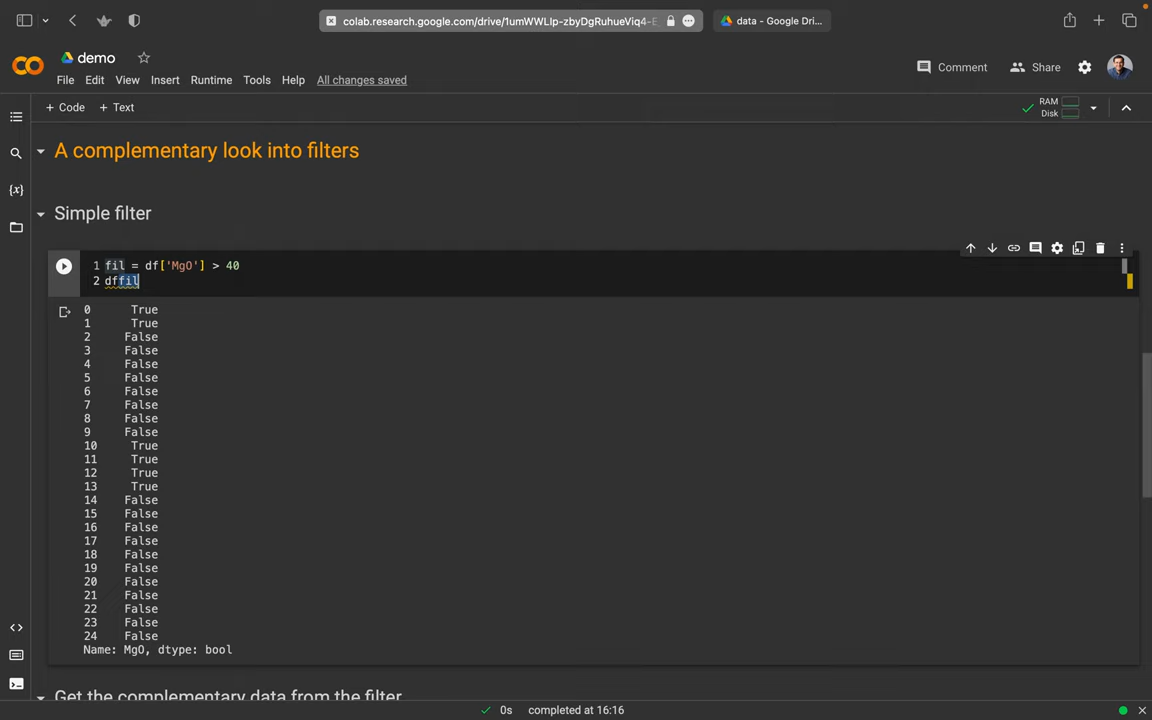 colab.research.google.com/drive/1umWWLIp-zbyDgRuhueViq4-E
data - Google Dri...
demo
File Edit View Insert Runtime Tools Help All changes saved
Comment
Share
+ Code + Text
RAM
Disk
{x}
A complementary look into filters
Simple filter
1 fil = df['MgO'] > 40
2 dffil
0 True
1 True
2 False
3 False
4 False
5 False
6 False
7 False
8 False
9 False
10 True
11 True
12 True
13 True
14 False
15 False
16 False
17 False
18 False
19 False
20 False
21 False
22 False
23 False
24 False
Name: MgO, dtype: bool
Get the complementary data from the filter
0s completed at 16:16